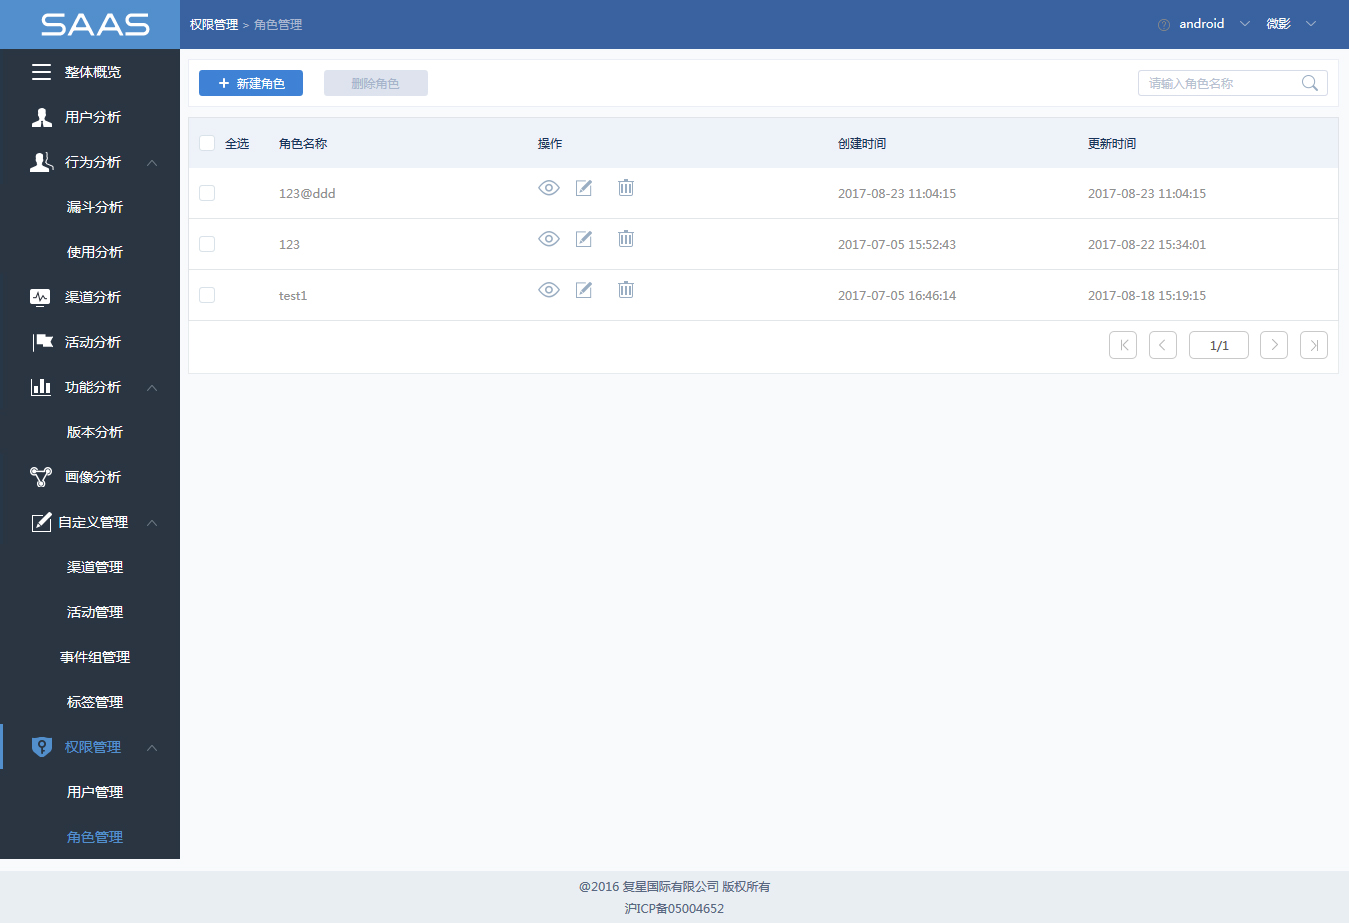 SAAS
权限管理 > 角色管理
android
微影
整体概览
用户分析
行为分析
漏斗分析
使用分析
渠道分析
活动分析
功能分析
版本分析
画像分析
自定义管理
渠道管理
活动管理
事件组管理
标签管理
权限管理
用户管理
角色管理
+ 新建角色
删除角色
请输入角色名称
全选 角色名称 操作 创建时间 更新时间
123@ddd 2017-08-23 11:04:15 2017-08-23 11:04:15
123 2017-07-05 15:52:43 2017-08-22 15:34:01
test1 2017-07-05 16:46:14 2017-08-18 15:19:15
1/1
@2016 复星国际有限公司 版权所有
沪ICP备05004652